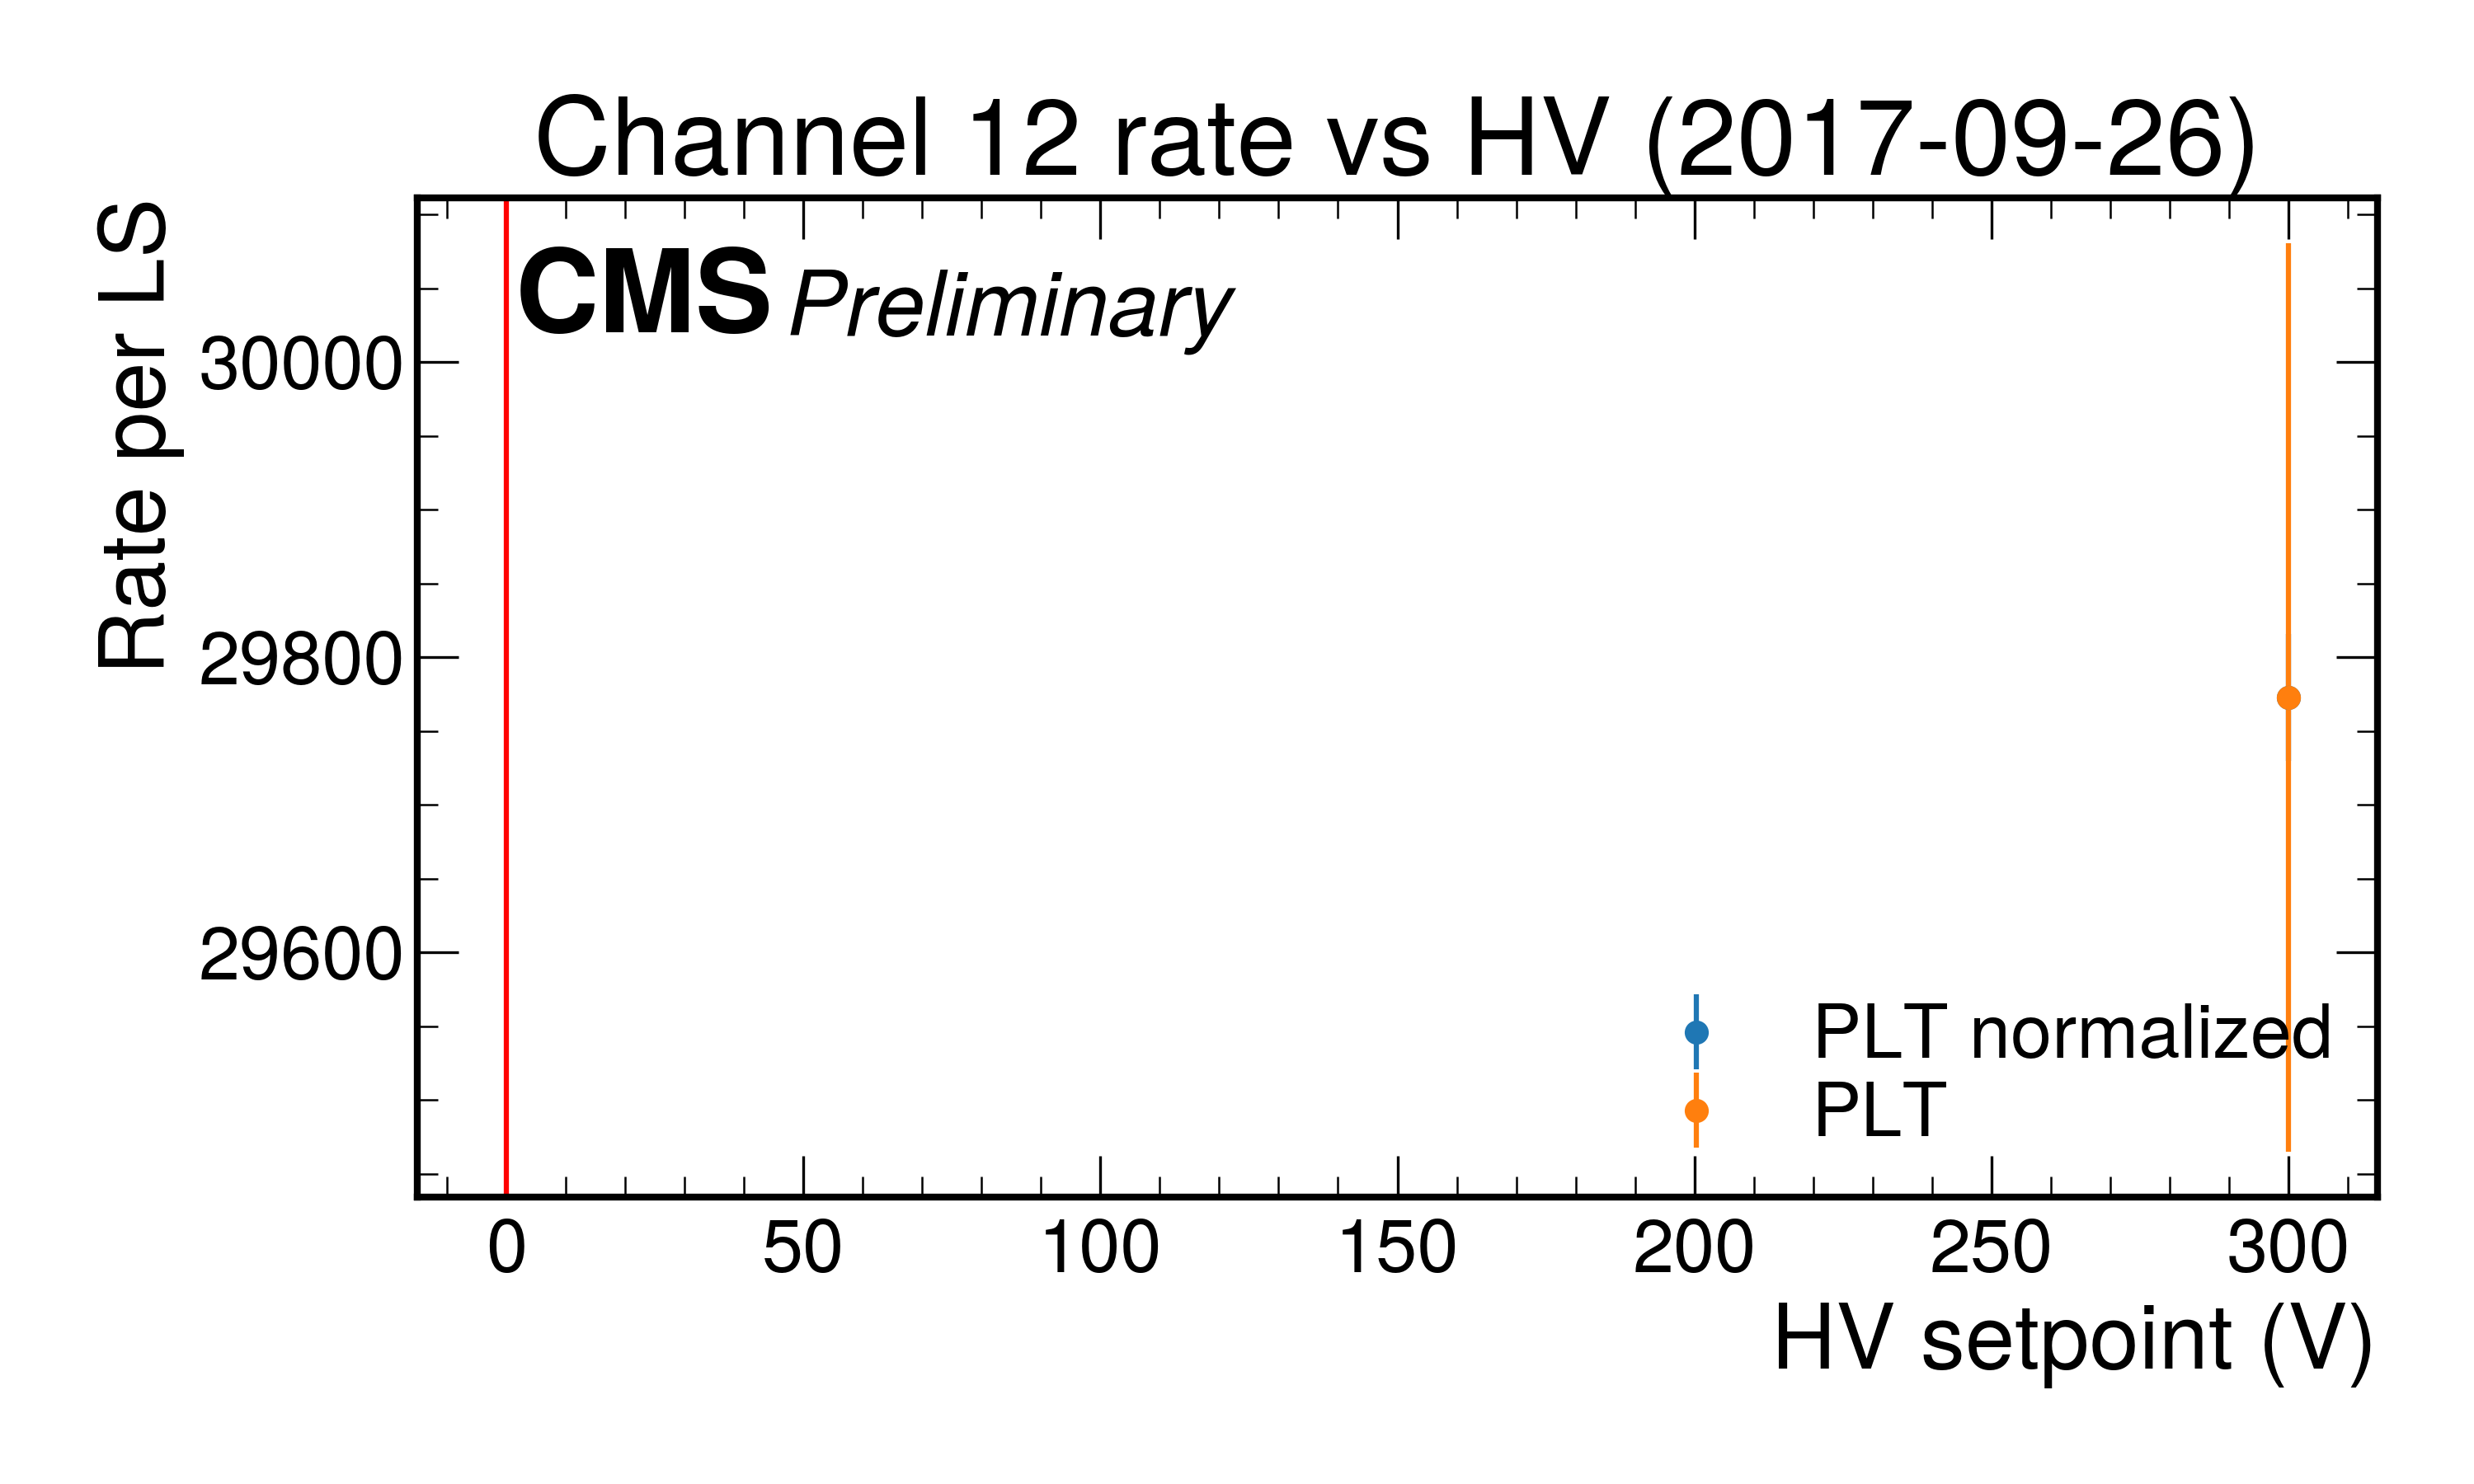 Channel 12 rate vs HV (2017-09-26)
CMS Preliminary
Rate per LS
30000
29800
29600
PLT normalized
PLT
0 50 100 150 200 250 300
HV setpoint (V)